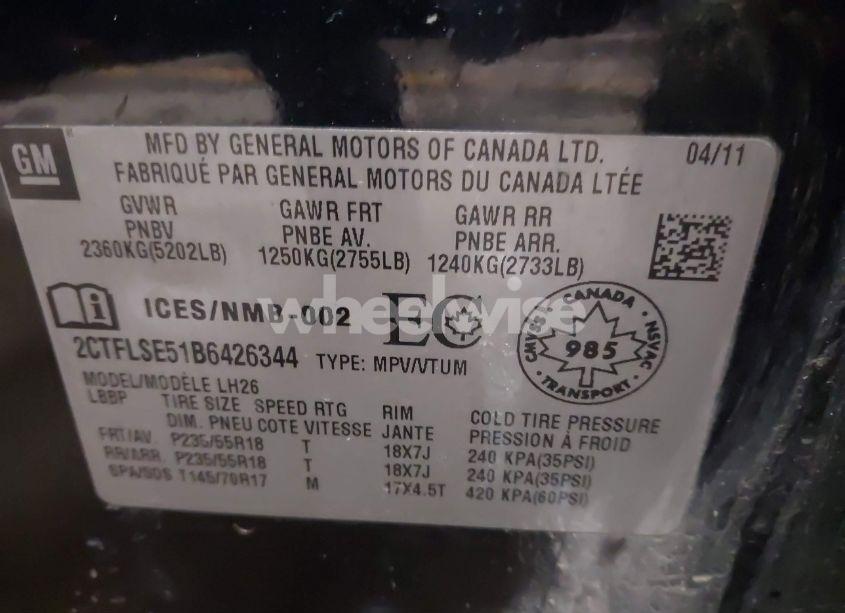 GM
MFD BY GENERAL MOTORS OF CANADA LTD. 04/11
FABRIQUÉ PAR GENERAL MOTORS DU CANADA LTÉE
GVWR GAWR FRT GAWR RR
PNBV PNBE AV. PNBE ARR.
2360KG(5202LB) 1250KG(2755LB) 1240KG(2733LB)
ICES/NMB-002 EC
CANADA
CMVSS 985 NSVAC
TRANSPORT
wheelwise
2CTFLSE51B6426344 TYPE: MPV/VTUM
MODEL/MODÈLE LH26
LBBP TIRE SIZE SPEED RTG RIM COLD TIRE PRESSURE
DIM. PNEU COTE VITESSE JANTE PRESSION À FROID
FRT/AV. P235/55R18 T 18X7J 240 KPA(35PSI)
RR/ARR. P235/55R18 T 18X7J 240 KPA(35PSI)
SPA/SDS T145/70R17 M 17X4.5T 420 KPA(60PSI)